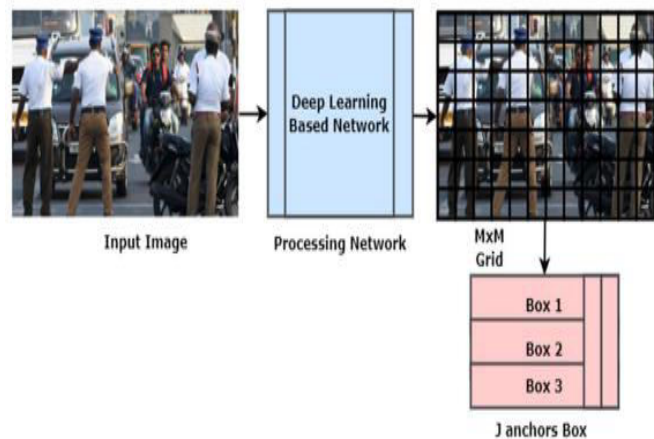 Deep Learning
Based Network
Input Image
Processing Network
MxM
Grid
Box 1
Box 2
Box 3
J anchors Box